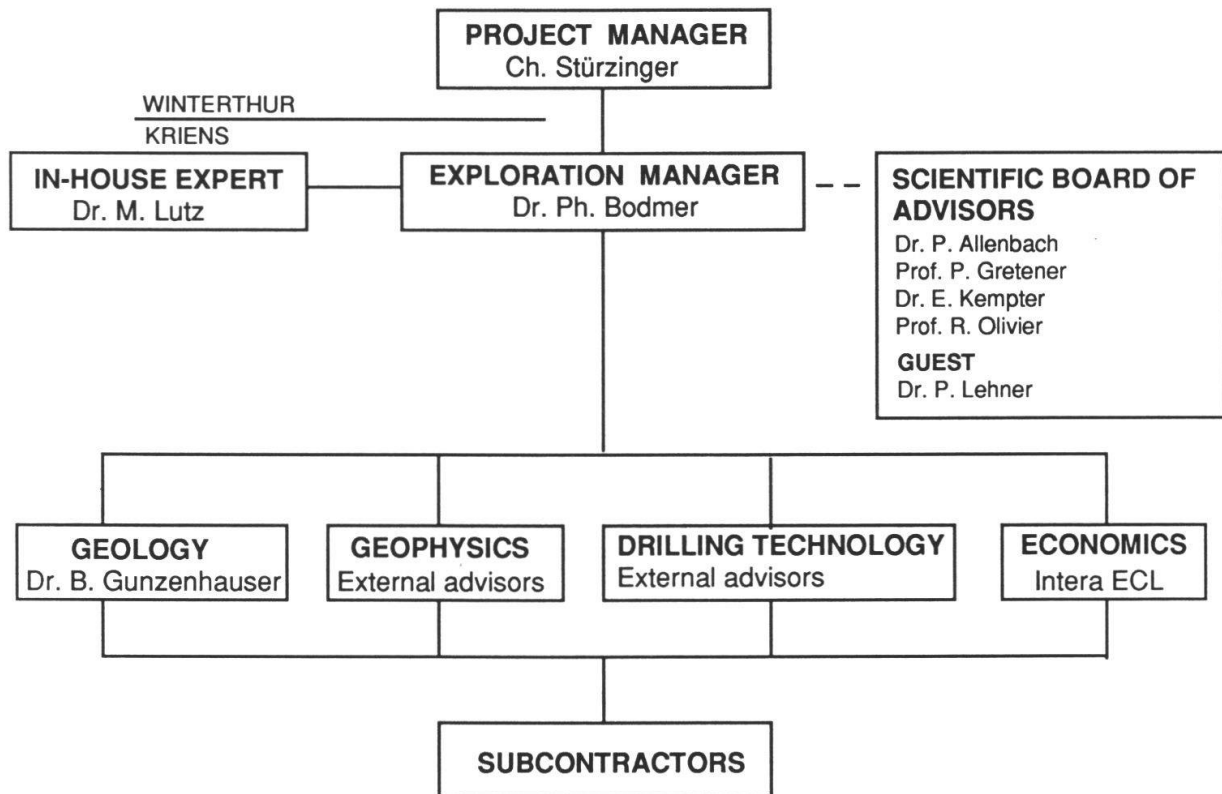 PROJECT MANAGER
Ch. Stürzinger
WINTERTHUR
KRIENS
IN-HOUSE EXPERT
Dr. M. Lutz
EXPLORATION MANAGER
Dr. Ph. Bodmer
SCIENTIFIC BOARD OF
ADVISORS
Dr. P. Allenbach
Prof. P. Gretener
Dr. E. Kempter
Prof. R. Olivier
GUEST
Dr. P. Lehner
GEOLOGY
Dr. B. Gunzenhauser
GEOPHYSICS
External advisors
DRILLING TECHNOLOGY
External advisors
ECONOMICS
Intera ECL
SUBCONTRACTORS